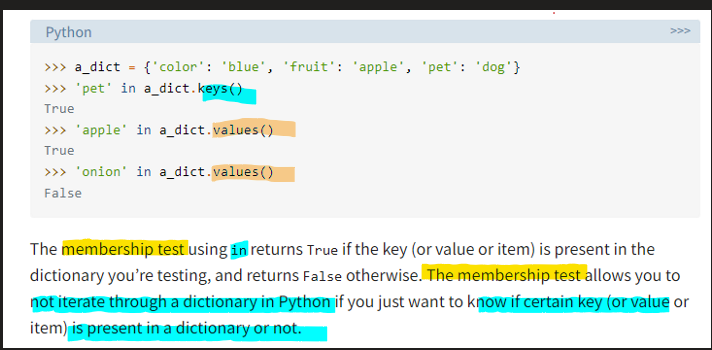 Python >>>
>>> a_dict = {'color': 'blue', 'fruit': 'apple', 'pet': 'dog'}
>>> 'pet' in a_dict.keys()
True
>>> 'apple' in a_dict.values()
True
>>> 'onion' in a_dict.values()
False
The membership test using in returns True if the key (or value or item) is present in the
dictionary you’re testing, and returns False otherwise. The membership test allows you to
not iterate through a dictionary in Python if you just want to know if certain key (or value or
item) is present in a dictionary or not.